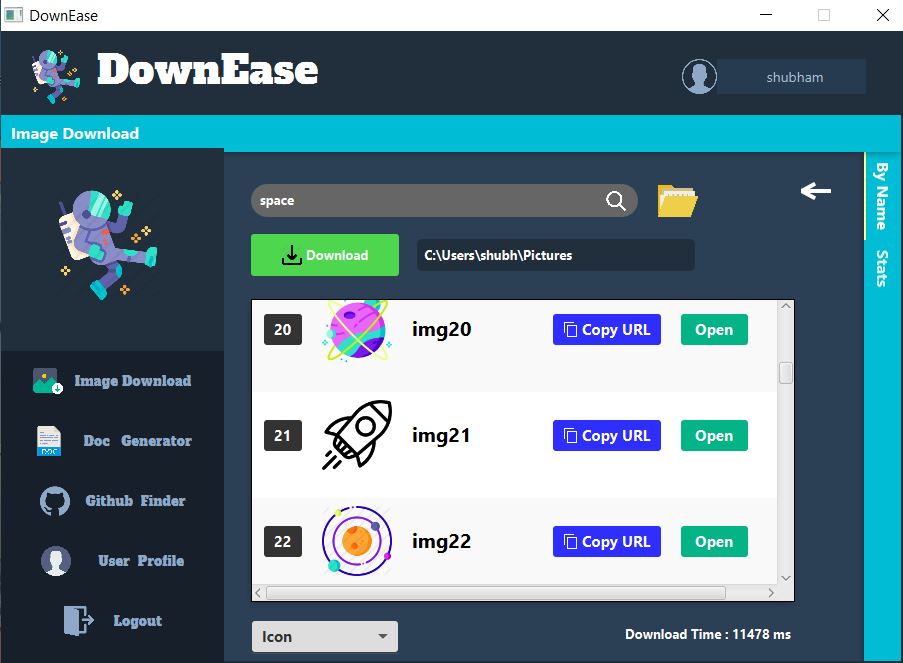 DownEase
DownEase
shubham
Image Download
space
By Name
Stats
Download
C:\Users\shubh\Pictures
20 img20 Copy URL Open
21 img21 Copy URL Open
22 img22 Copy URL Open
Image Download
DOC
Doc Generator
Github Finder
User Profile
Logout
Icon
Download Time : 11478 ms